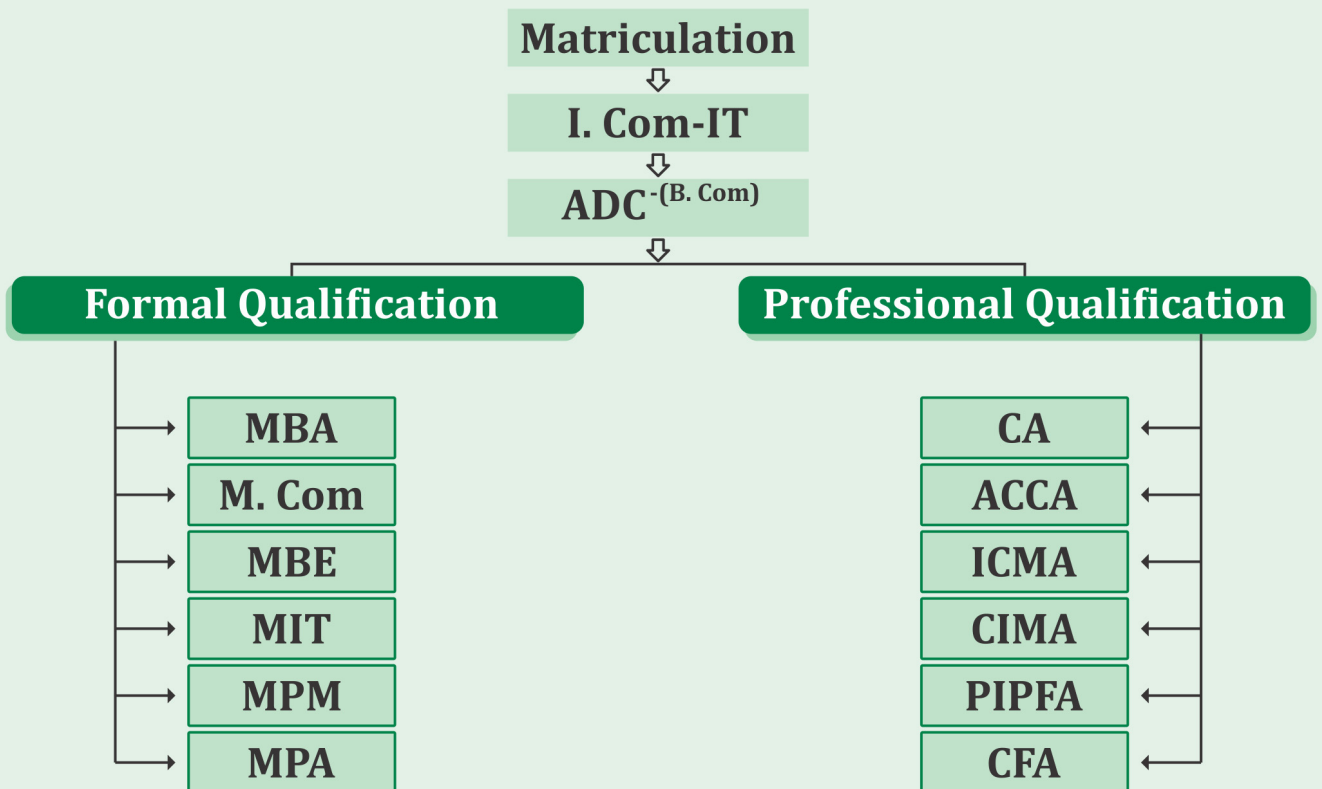 Matriculation
I. Com-IT
ADC-(B. Com)
Formal Qualification
Professional Qualification
MBA
M. Com
MBE
MIT
MPM
MPA
CA
ACCA
ICMA
CIMA
PIPFA
CFA